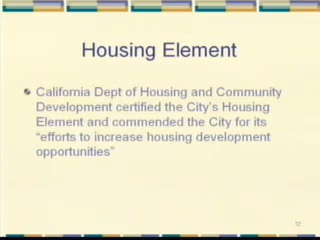 Housing Element
California Dept of Housing and Community
Development certified the City's Housing
Element and commended the City for its
"efforts to increase housing development
opportunities"
12